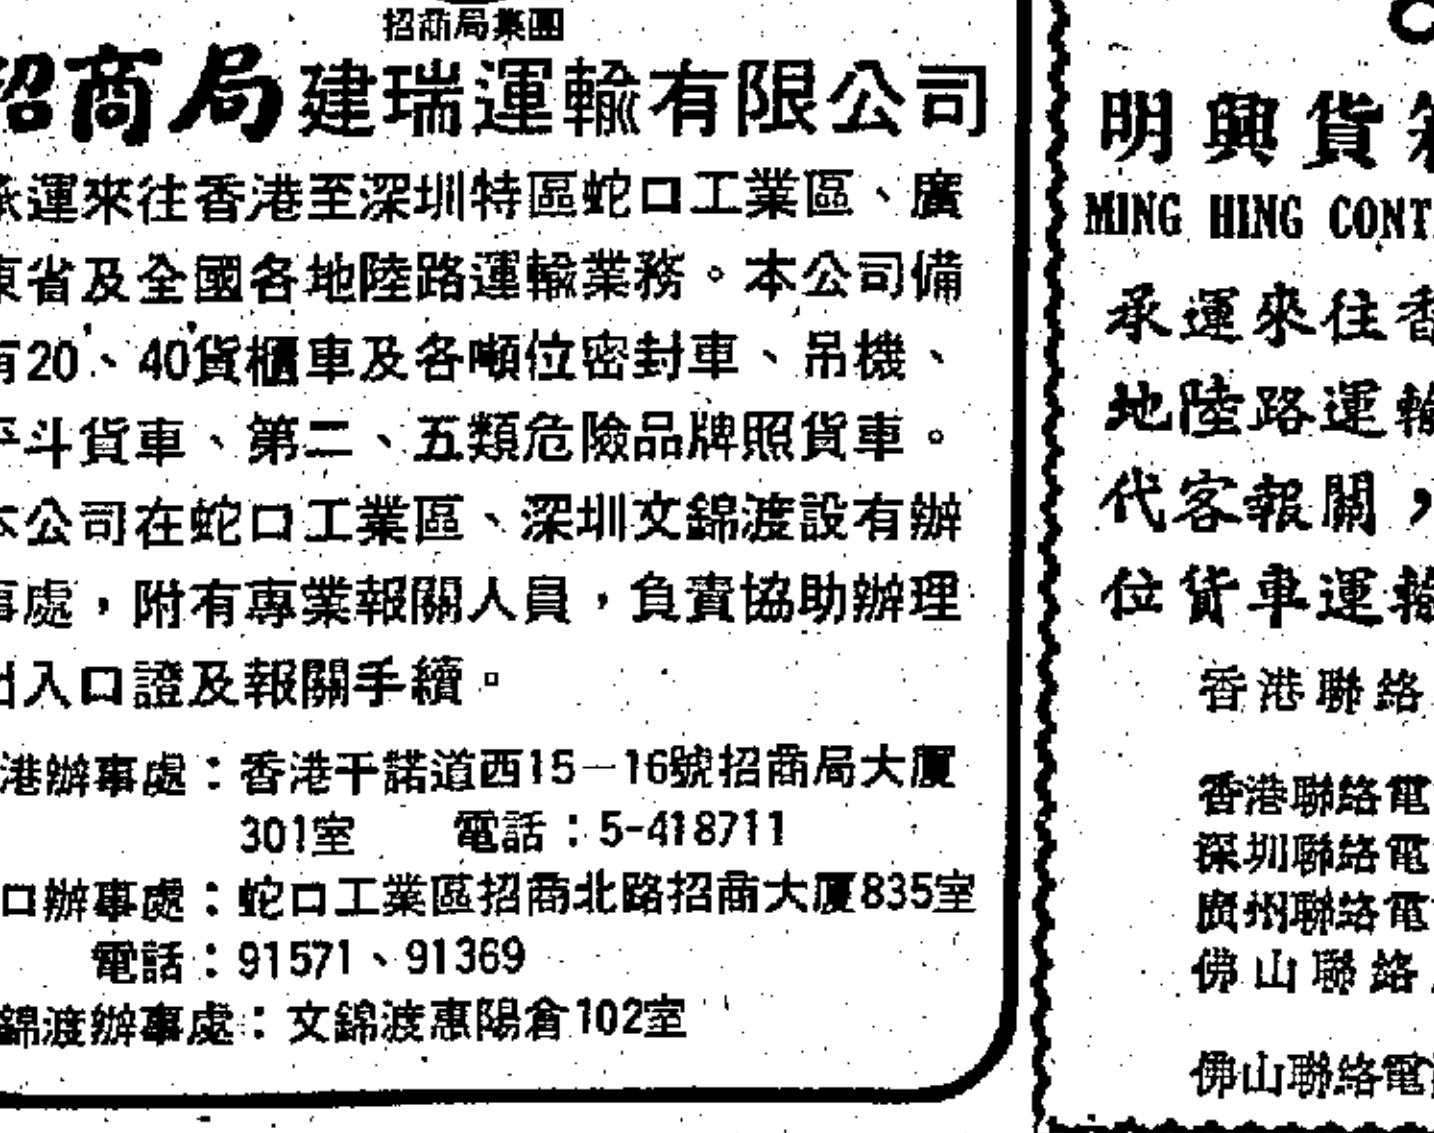 招商局集團
招商局建瑞運輸有限公司
承運來往香港至深圳特區蛇口工業區、廣
東省及全國各地陸路運輸業務。本公司備
有20'、40'貨櫃車及各噸位密封車、吊機、
平斗貨車、第二、五類危險品牌照貨車。
本公司在蛇口工業區、深圳文錦渡設有辦
事處，附有專業報關人員，負責協助辦理
出入口證及報關手續。
港辦事處：香港干諾道西15－16號招商局大廈
301室 電話：5-418711
口辦事處：蛇口工業區招商北路招商大厦835室
電話：91571、91369
錦渡辦事處：文錦渡惠陽倉102室
明興貨
MING HING CONT
承運來往香
地陸路運輸
代客報關，
位貨車運輸
香港聯絡
香港聯絡電
深圳聯絡電
廣州聯絡電
佛山聯絡
佛山聯絡電